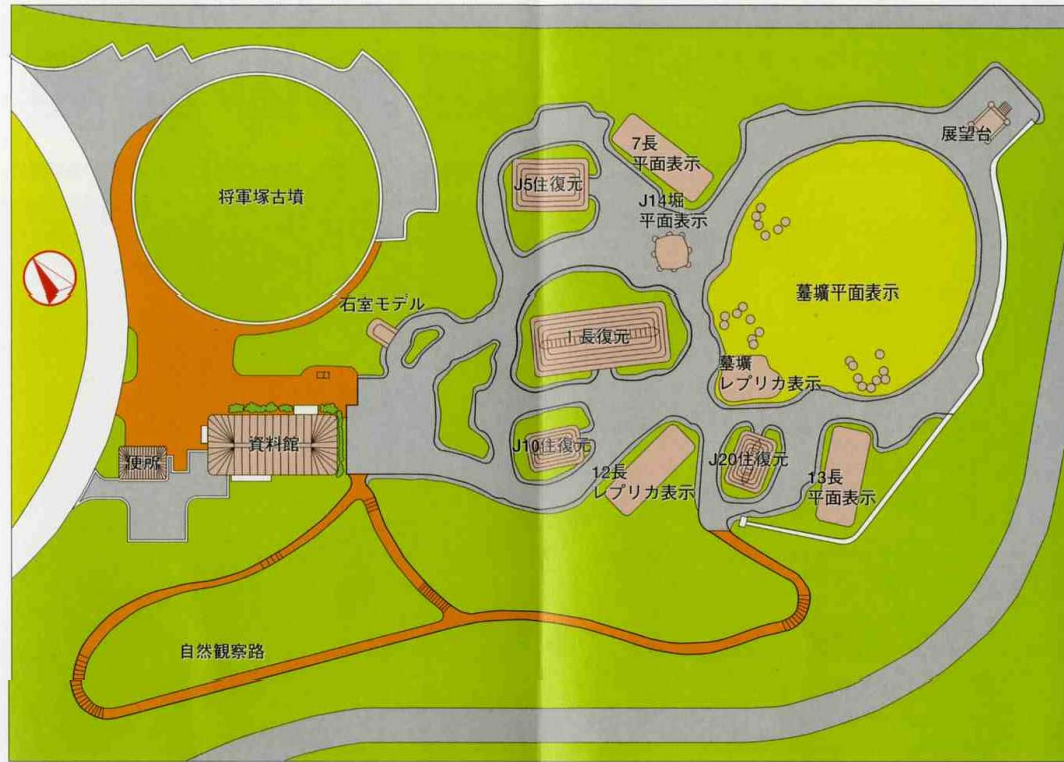 将軍塚古墳
石室モデル
資料館
便所
自然観察路
J5住復元
7長
平面表示
J14堀
平面表示
1長復元
J10住復元
12長
レプリカ表示
J20住復元
13長
平面表示
墓壙
レプリカ表示
墓壙平面表示
展望台